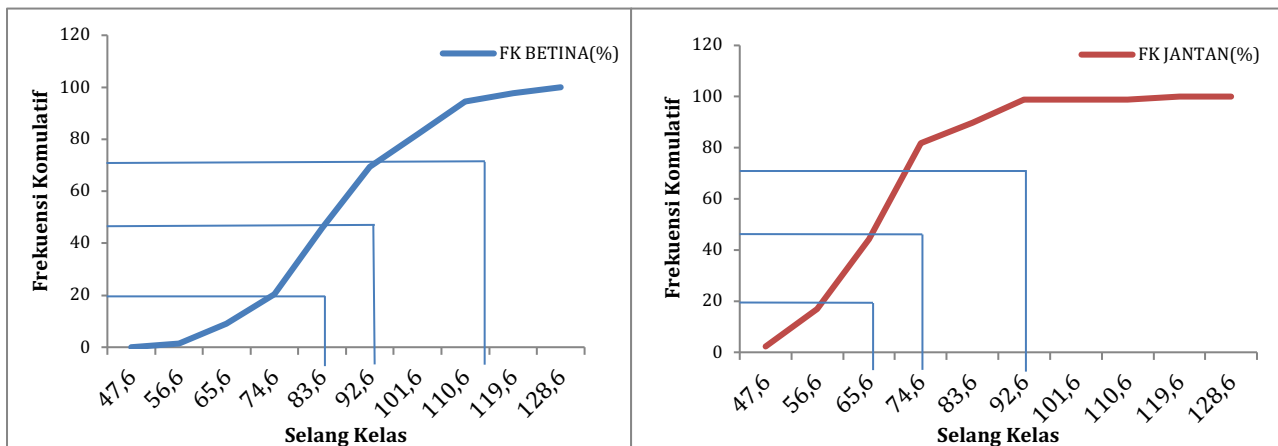 FK BETINA(%)
Frekuensi Komulatif
120
100
80
60
40
20
0
47,6 56,6 65,6 74,6 83,6 92,6 101,6 110,6 119,6 128,6
Selang Kelas
FK JANTAN(%)
Frekuensi Komulatif
120
100
80
60
40
20
0
47,6 56,6 65,6 74,6 83,6 92,6 101,6 110,6 119,6 128,6
Selang Kelas